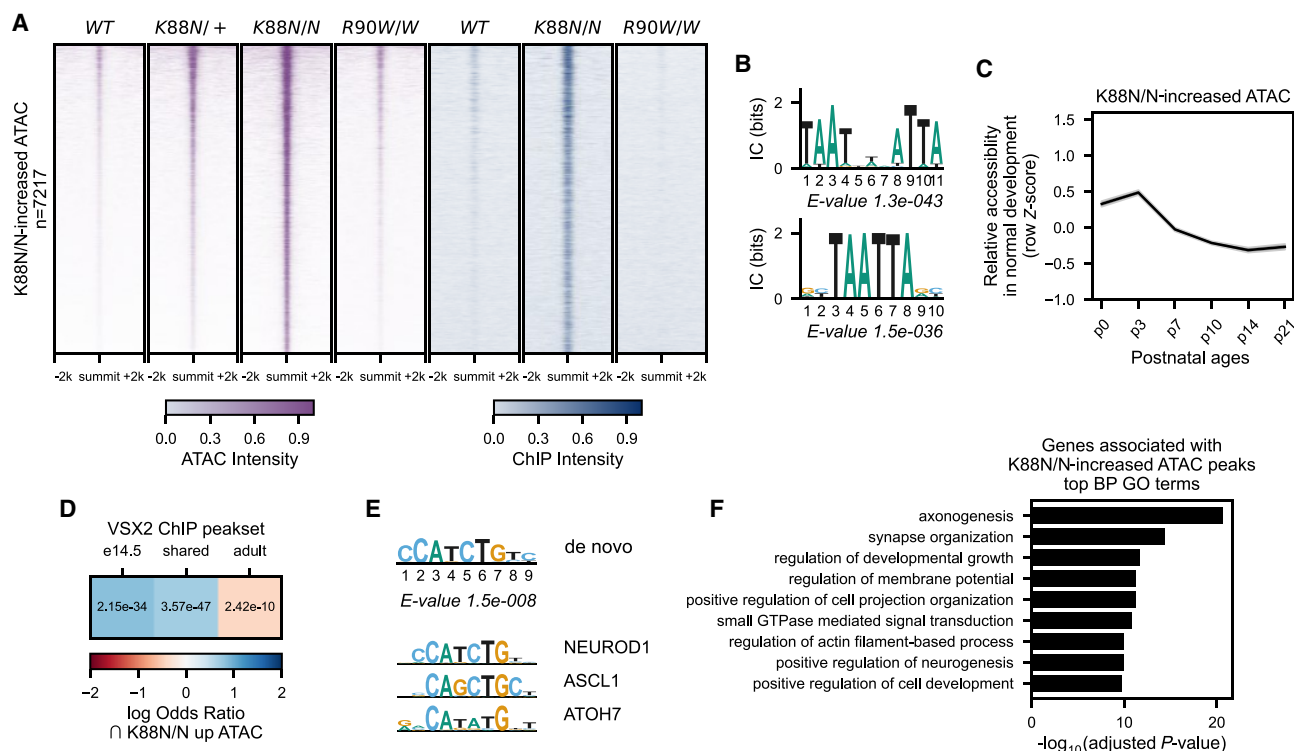 A
WT
K88N/+
K88N/N
R90W/W
WT
K88N/N
R90W/W
K88N/N-increased ATAC
n=7217
-2k summit +2k
-2k summit +2k
-2k summit +2k
-2k summit +2k
-2k summit +2k
-2k summit +2k
-2k summit +2k
0.0 0.3 0.6 0.9
ATAC Intensity
0.0 0.3 0.6 0.9
ChIP Intensity
B
IC (bits)
2
0
1 2 3 4 5 6 7 8 9 10 11
E-value 1.3e-043
IC (bits)
2
0
1 2 3 4 5 6 7 8 9 10
E-value 1.5e-036
C
K88N/N-increased ATAC
Relative accessiblity
in normal development
(row Z-score)
1.5
1.0
0.5
0.0
−0.5
−1.0
p0 p3 p7 p10 p14 p21
Postnatal ages
D
VSX2 ChIP peakset
e14.5 shared adult
2.15e-34 3.57e-47 2.42e-10
−2 −1 0 1 2
log Odds Ratio
∩ K88N/N up ATAC
E
CCATCTGTC
de novo
1 2 3 4 5 6 7 8 9
E-value 1.5e-008
NEUROD1
ASCL1
ATOH7
F
Genes associated with
K88N/N-increased ATAC peaks
top BP GO terms
axonogenesis
synapse organization
regulation of developmental growth
regulation of membrane potential
positive regulation of cell projection organization
small GTPase mediated signal transduction
regulation of actin filament-based process
positive regulation of neurogenesis
positive regulation of cell development
0 10 20
-log10(adjusted P-value)